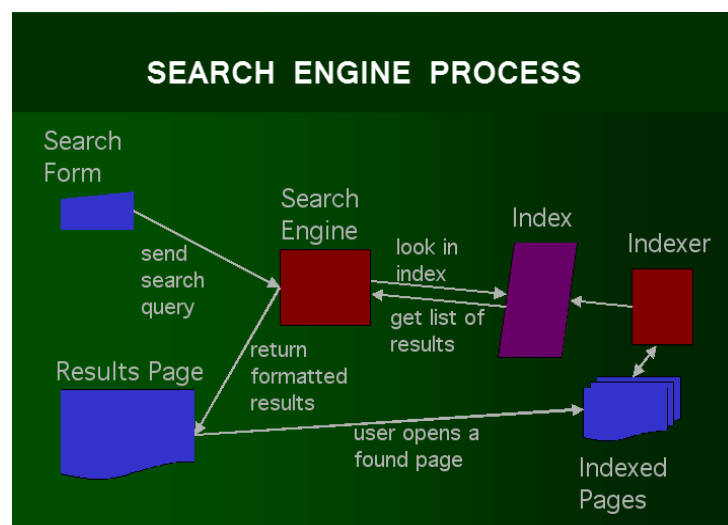 SEARCH ENGINE PROCESS
Search
Form
send
search
query
Search
Engine
look in
index
get list of
results
Index
Indexer
return
formatted
results
Results Page
user opens a
found page
Indexed
Pages